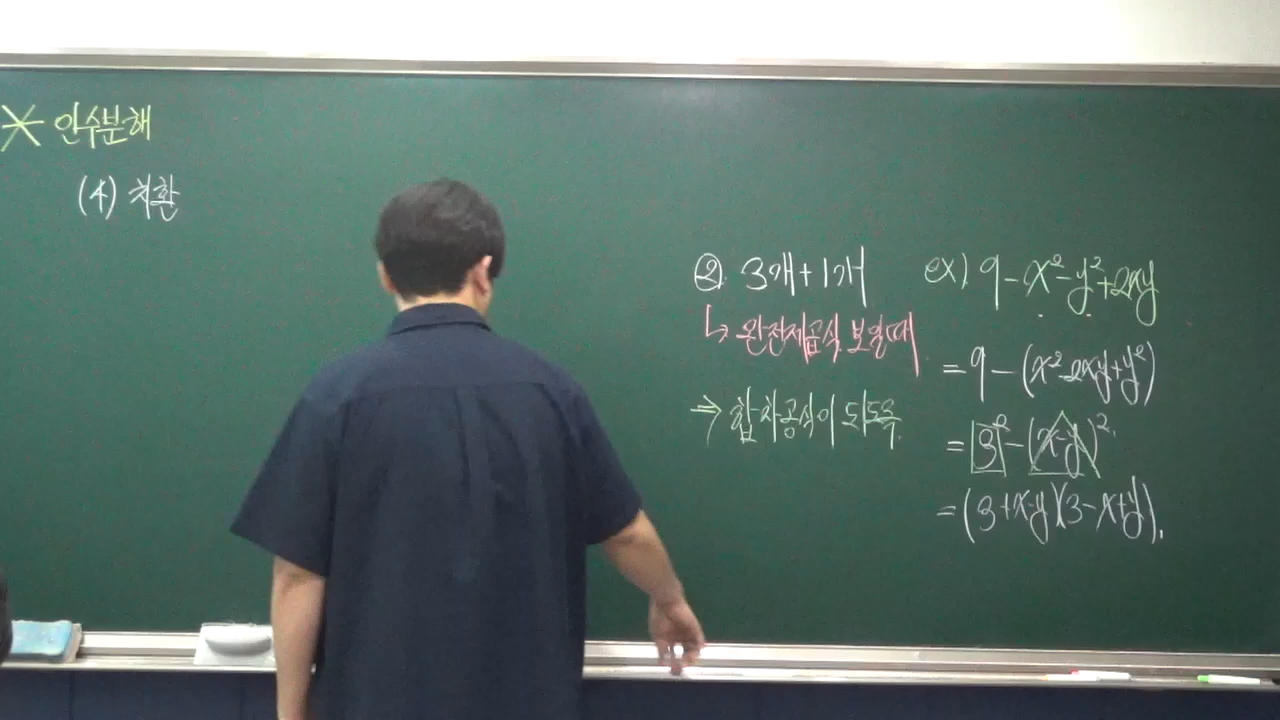 * 인수분해
(4) 치환
② 3개+1개
↳ 완전제곱식 보일때
⇒ 합차공식이 되도록
ex) 9-x²-y²+2xy
= 9-(x²-2xy+y²)
= 3²-(x-y)²
= (3+x-y)(3-x+y).